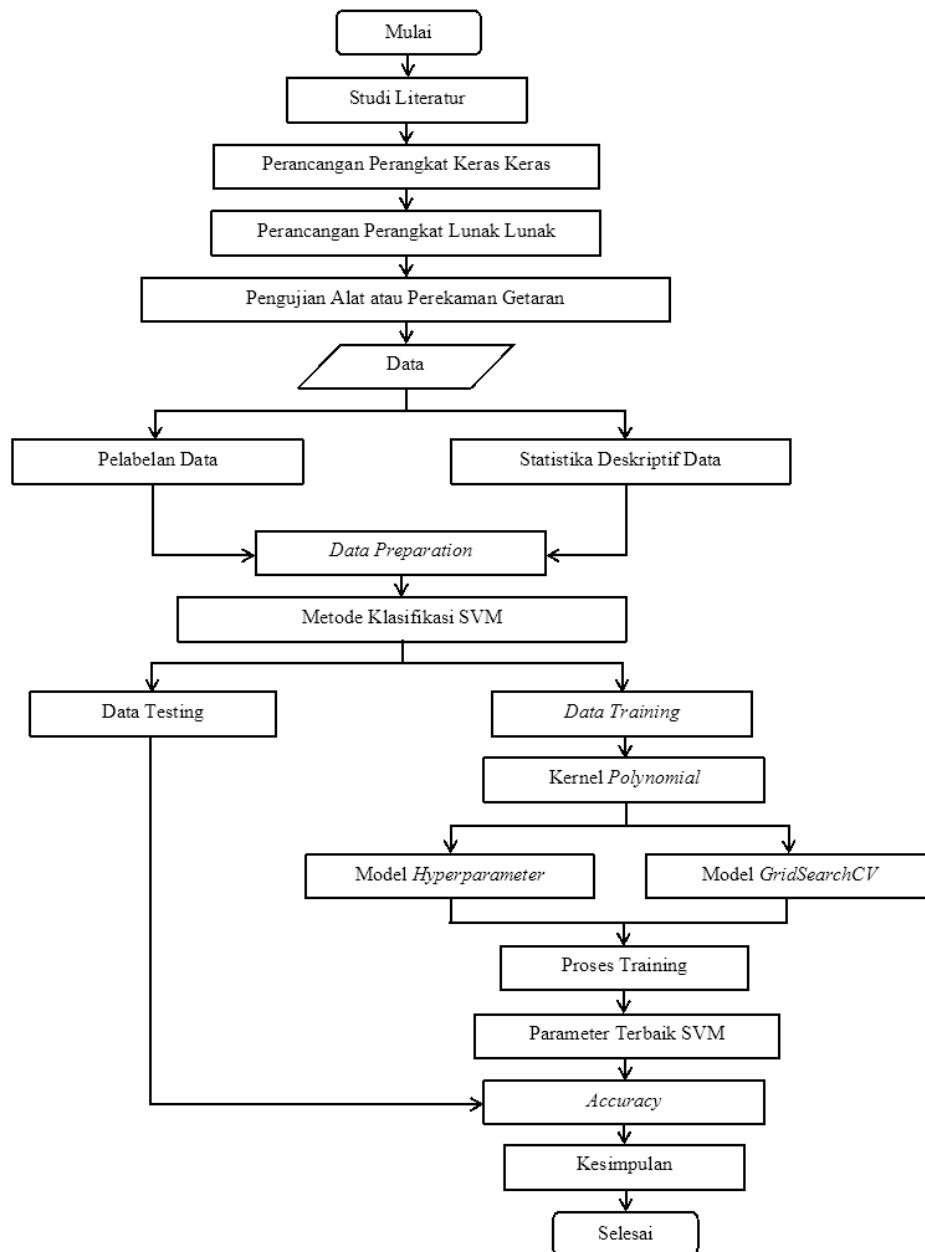 Mulai
Studi Literatur
Perancangan Perangkat Keras Keras
Perancangan Perangkat Lunak Lunak
Pengujian Alat atau Perekaman Getaran
Data
Pelabelan Data
Statistika Deskriptif Data
Data Preparation
Metode Klasifikasi SVM
Data Testing
Data Training
Kernel Polynomial
Model Hyperparameter
Model GridSearchCV
Proses Training
Parameter Terbaik SVM
Accuracy
Kesimpulan
Selesai